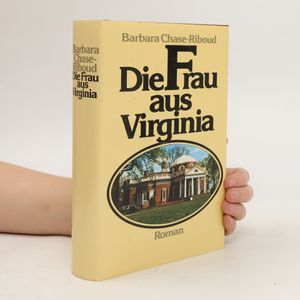 Barbara
Chase-
Riboud
Die Frau
aus
Virginia
Barbara Chase-Riboud
Die Frau
aus
Virginia
Roman